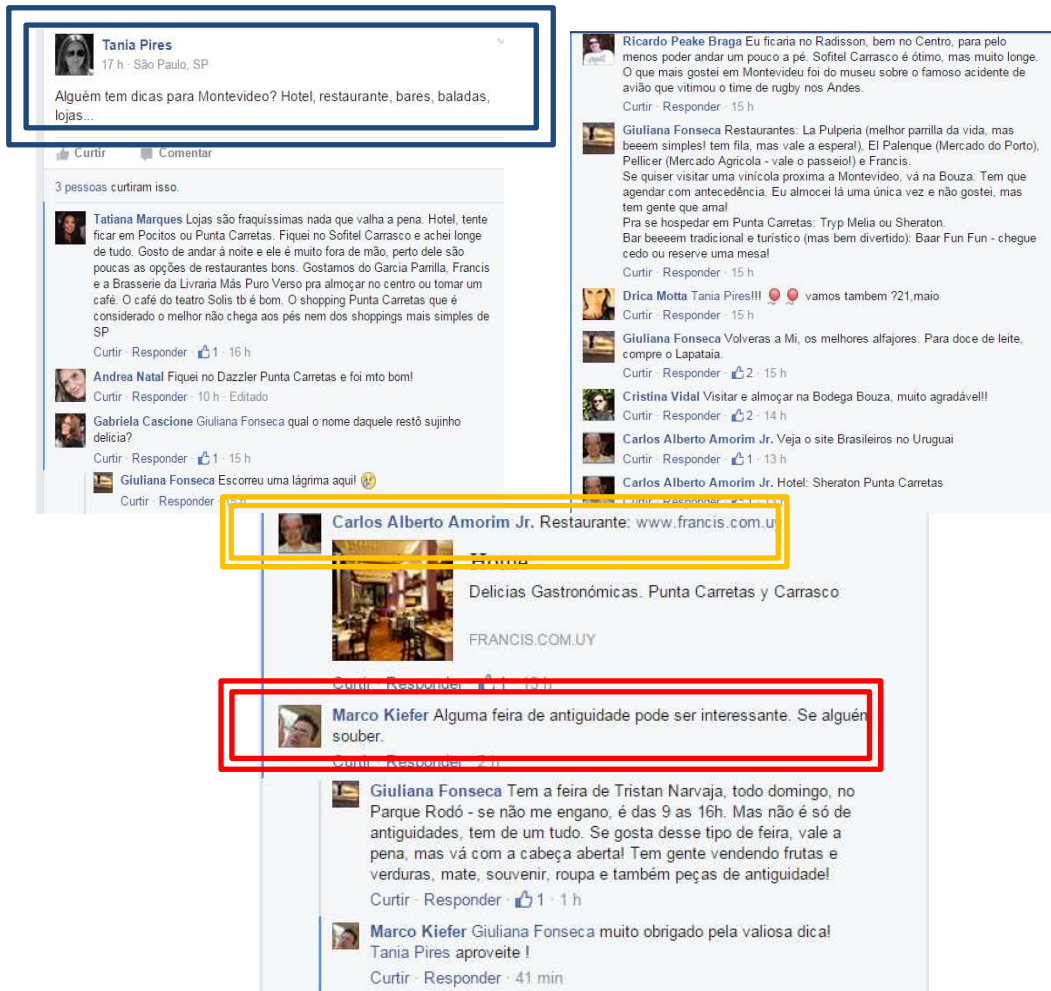 Tania Pires
17 h · São Paulo, SP
Alguém tem dicas para Montevideo? Hotel, restaurante, bares, baladas,
lojas...
Curtir Comentar
3 pessoas curtiram isso.
Tatiana Marques Lojas são fraquíssimas nada que valha a pena. Hotel, tente
ficar em Pocitos ou Punta Carretas. Fiquei no Sofitel Carrasco e achei longe
de tudo. Gosto de andar á noite e ele é muito fora de mão, perto dele são
poucas as opções de restaurantes bons. Gostamos do Garcia Parrilla, Francis
e a Brasserie da Livraria Más Puro Verso pra almoçar no centro ou tomar um
café. O café do teatro Solis tb é bom. O shopping Punta Carretas que é
considerado o melhor não chega aos pés nem dos shoppings mais simples de
SP
Curtir · Responder · 1 · 16 h
Andrea Natal Fiquei no Dazzler Punta Carretas e foi mto bom!
Curtir · Responder · 10 h · Editado
Gabriela Cascione Giuliana Fonseca qual o nome daquele restô sujinho
delicia?
Curtir · Responder · 1 · 15 h
Giuliana Fonseca Escorreu uma lágrima aqui!
Curtir · Responder · 15 h
Ricardo Peake Braga Eu ficaria no Radisson, bem no Centro, para pelo
menos poder andar um pouco a pé. Sofitel Carrasco é ótimo, mas muito longe.
O que mais gostei em Montevideu foi do museu sobre o famoso acidente de
avião que vitimou o time de rugby nos Andes.
Curtir · Responder · 15 h
Giuliana Fonseca Restaurantes: La Pulperia (melhor parrilla da vida, mas
beeem simples! tem fila, mas vale a espera!), El Palenque (Mercado do Porto),
Pellicer (Mercado Agricola - vale o passeio!) e Francis.
Se quiser visitar uma vinícola proxima a Montevideo, vá na Bouza. Tem que
agendar com antecedência. Eu almocei lá uma única vez e não gostei, mas
tem gente que ama!
Pra se hospedar em Punta Carretas: Tryp Melia ou Sheraton.
Bar beeeem tradicional e turístico (mas bem divertido): Baar Fun Fun - chegue
cedo ou reserve uma mesa!
Curtir · Responder · 15 h
Drica Motta Tania Pires!!! vamos tambem ?21,maio
Curtir · Responder · 15 h
Giuliana Fonseca Volveras a Mi, os melhores alfajores. Para doce de leite,
compre o Lapataia.
Curtir · Responder · 2 · 15 h
Cristina Vidal Visitar e almoçar na Bodega Bouza, muito agradável!!
Curtir · Responder · 2 · 14 h
Carlos Alberto Amorim Jr. Veja o site Brasileiros no Uruguai
Curtir · Responder · 1 · 13 h
Carlos Alberto Amorim Jr. Hotel: Sheraton Punta Carretas
Curtir · Responder · 1 · 13 h
Carlos Alberto Amorim Jr. Restaurante: www.francis.com.uy
Home
Delicias Gastronómicas. Punta Carretas y Carrasco
FRANCIS.COM.UY
Curtir · Responder · 1 · 13 h
Marco Kiefer Alguma feira de antiguidade pode ser interessante. Se alguém
souber.
Curtir · Responder · 2 h
Giuliana Fonseca Tem a feira de Tristan Narvaja, todo domingo, no
Parque Rodó - se não me engano, é das 9 as 16h. Mas não é só de
antiguidades, tem de um tudo. Se gosta desse tipo de feira, vale a
pena, mas vá com a cabeça aberta! Tem gente vendendo frutas e
verduras, mate, souvenir, roupa e também peças de antiguidade!
Curtir · Responder · 1 · 1 h
Marco Kiefer Giuliana Fonseca muito obrigado pela valiosa dica!
Tania Pires aproveite !
Curtir · Responder · 41 min